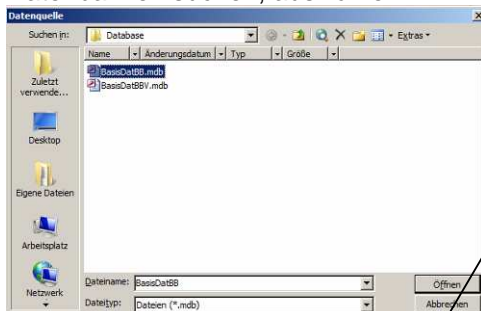 Datenquelle
Suchen in: Database Extras
Name Änderungsdatum Typ Größe
BasisDatBB.mdb
BasisDatBBV.mdb
Zuletzt
verwende...
Desktop
Eigene Dateien
Arbeitsplatz
Netzwerk
Dateiname: BasisDatBB Öffnen
Dateityp: Dateien (*.mdb) Abbrechen